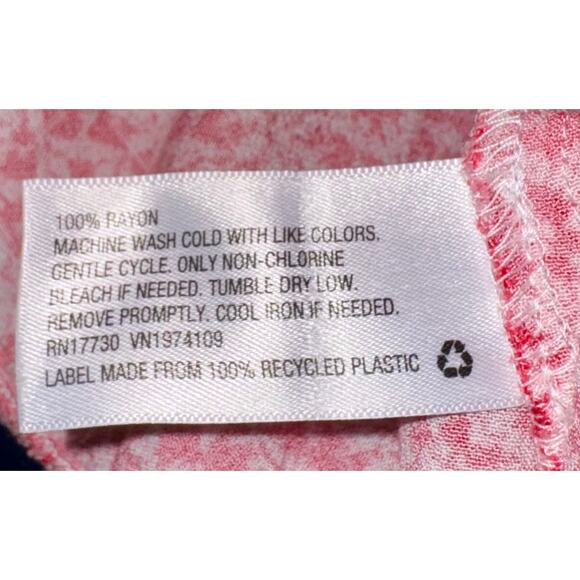 100% RAYON
MACHINE WASH COLD WITH LIKE COLORS.
GENTLE CYCLE. ONLY NON-CHLORINE
BLEACH IF NEEDED. TUMBLE DRY LOW.
REMOVE PROMPTLY. COOL IRON IF NEEDED.
RN17730 VN1974109
LABEL MADE FROM 100% RECYCLED PLASTIC